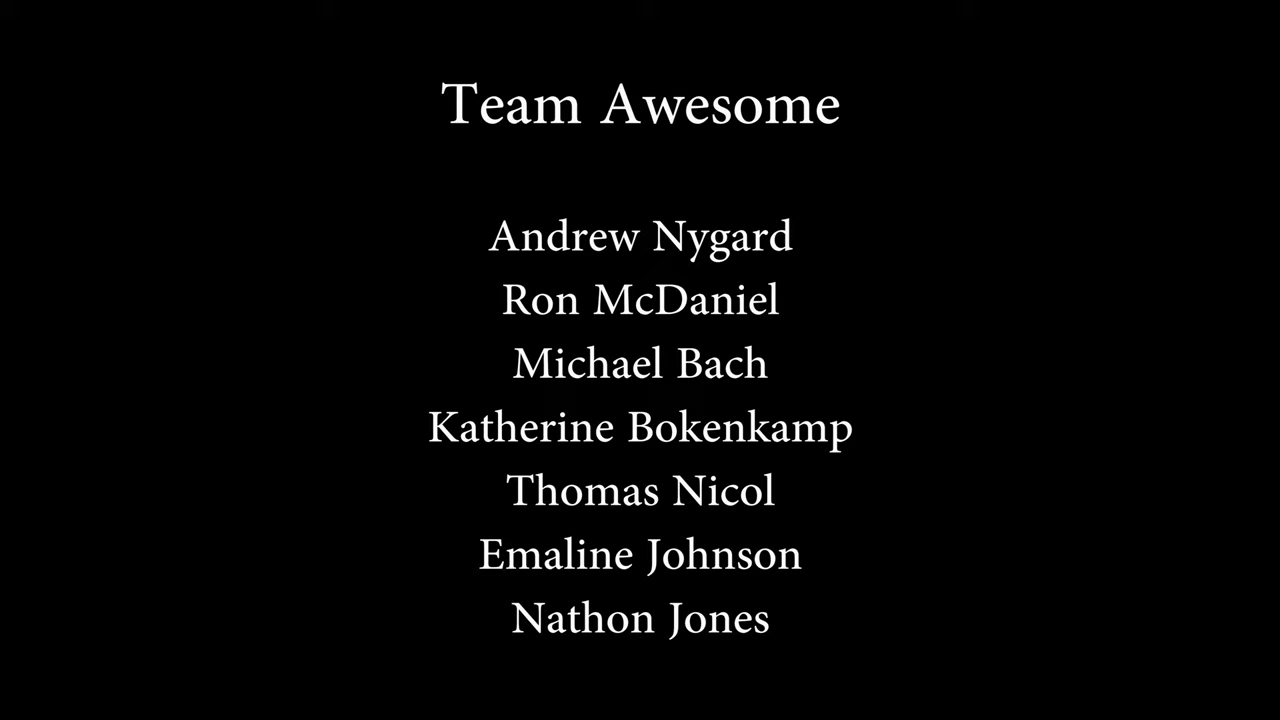 Team Awesome
Andrew Nygard
Ron McDaniel
Michael Bach
Katherine Bokenkamp
Thomas Nicol
Emaline Johnson
Nathon Jones